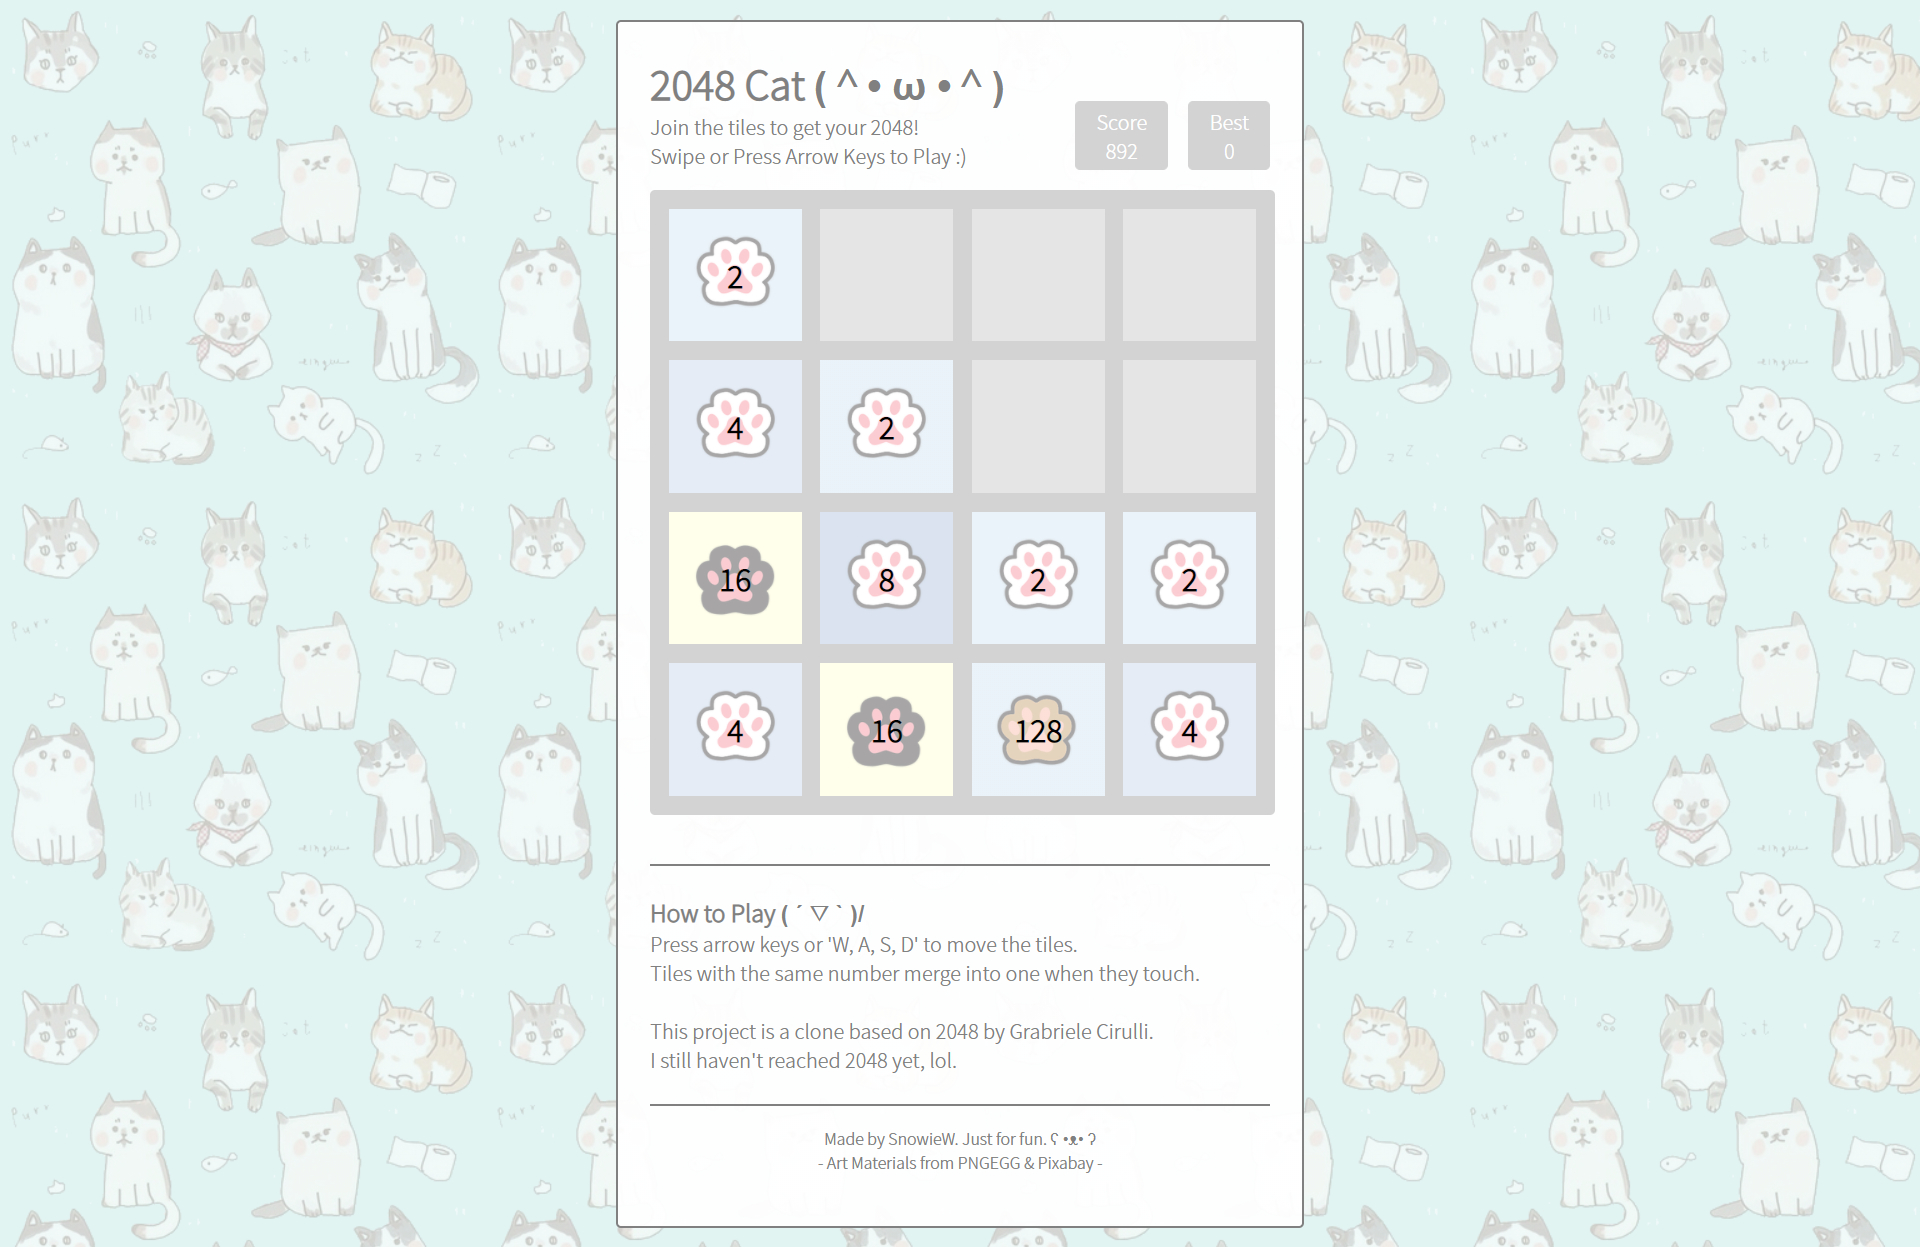 2048 Cat ( ^ • ω • ^ )
Join the tiles to get your 2048!
Swipe or Press Arrow Keys to Play :)
Score
892
Best
0
2
4 2
16 8 2 2
4 16 128 4
How to Play ( ´ ▽ ` )/
Press arrow keys or 'W, A, S, D' to move the tiles.
Tiles with the same number merge into one when they touch.
This project is a clone based on 2048 by Grabriele Cirulli.
I still haven't reached 2048 yet, lol.
Made by SnowieW. Just for fun. ʕ •ᴥ• ʔ
- Art Materials from PNGEGG & Pixabay -